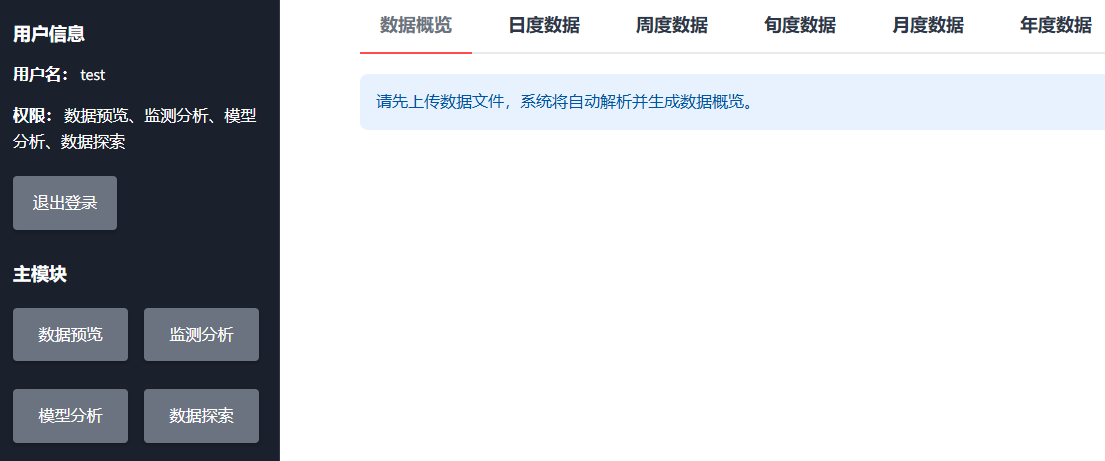 用户信息
用户名： test
权限： 数据预览、监测分析、模型
分析、数据探索
退出登录
主模块
数据预览 监测分析
模型分析 数据探索
数据概览 日度数据 周度数据 旬度数据 月度数据 年度数据
请先上传数据文件，系统将自动解析并生成数据概览。